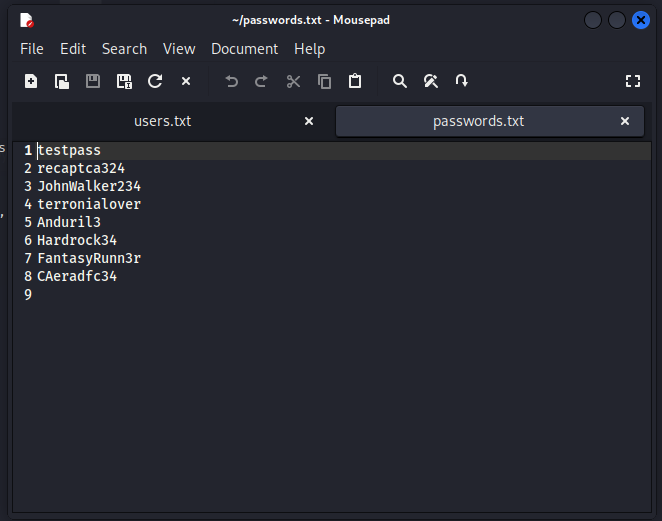 ~/passwords.txt - Mousepad
File Edit Search View Document Help
users.txt passwords.txt
1 testpass
2 recaptca324
3 JohnWalker234
4 terronialover
5 Anduril3
6 Hardrock34
7 FantasyRunn3r
8 CAeradfc34
9